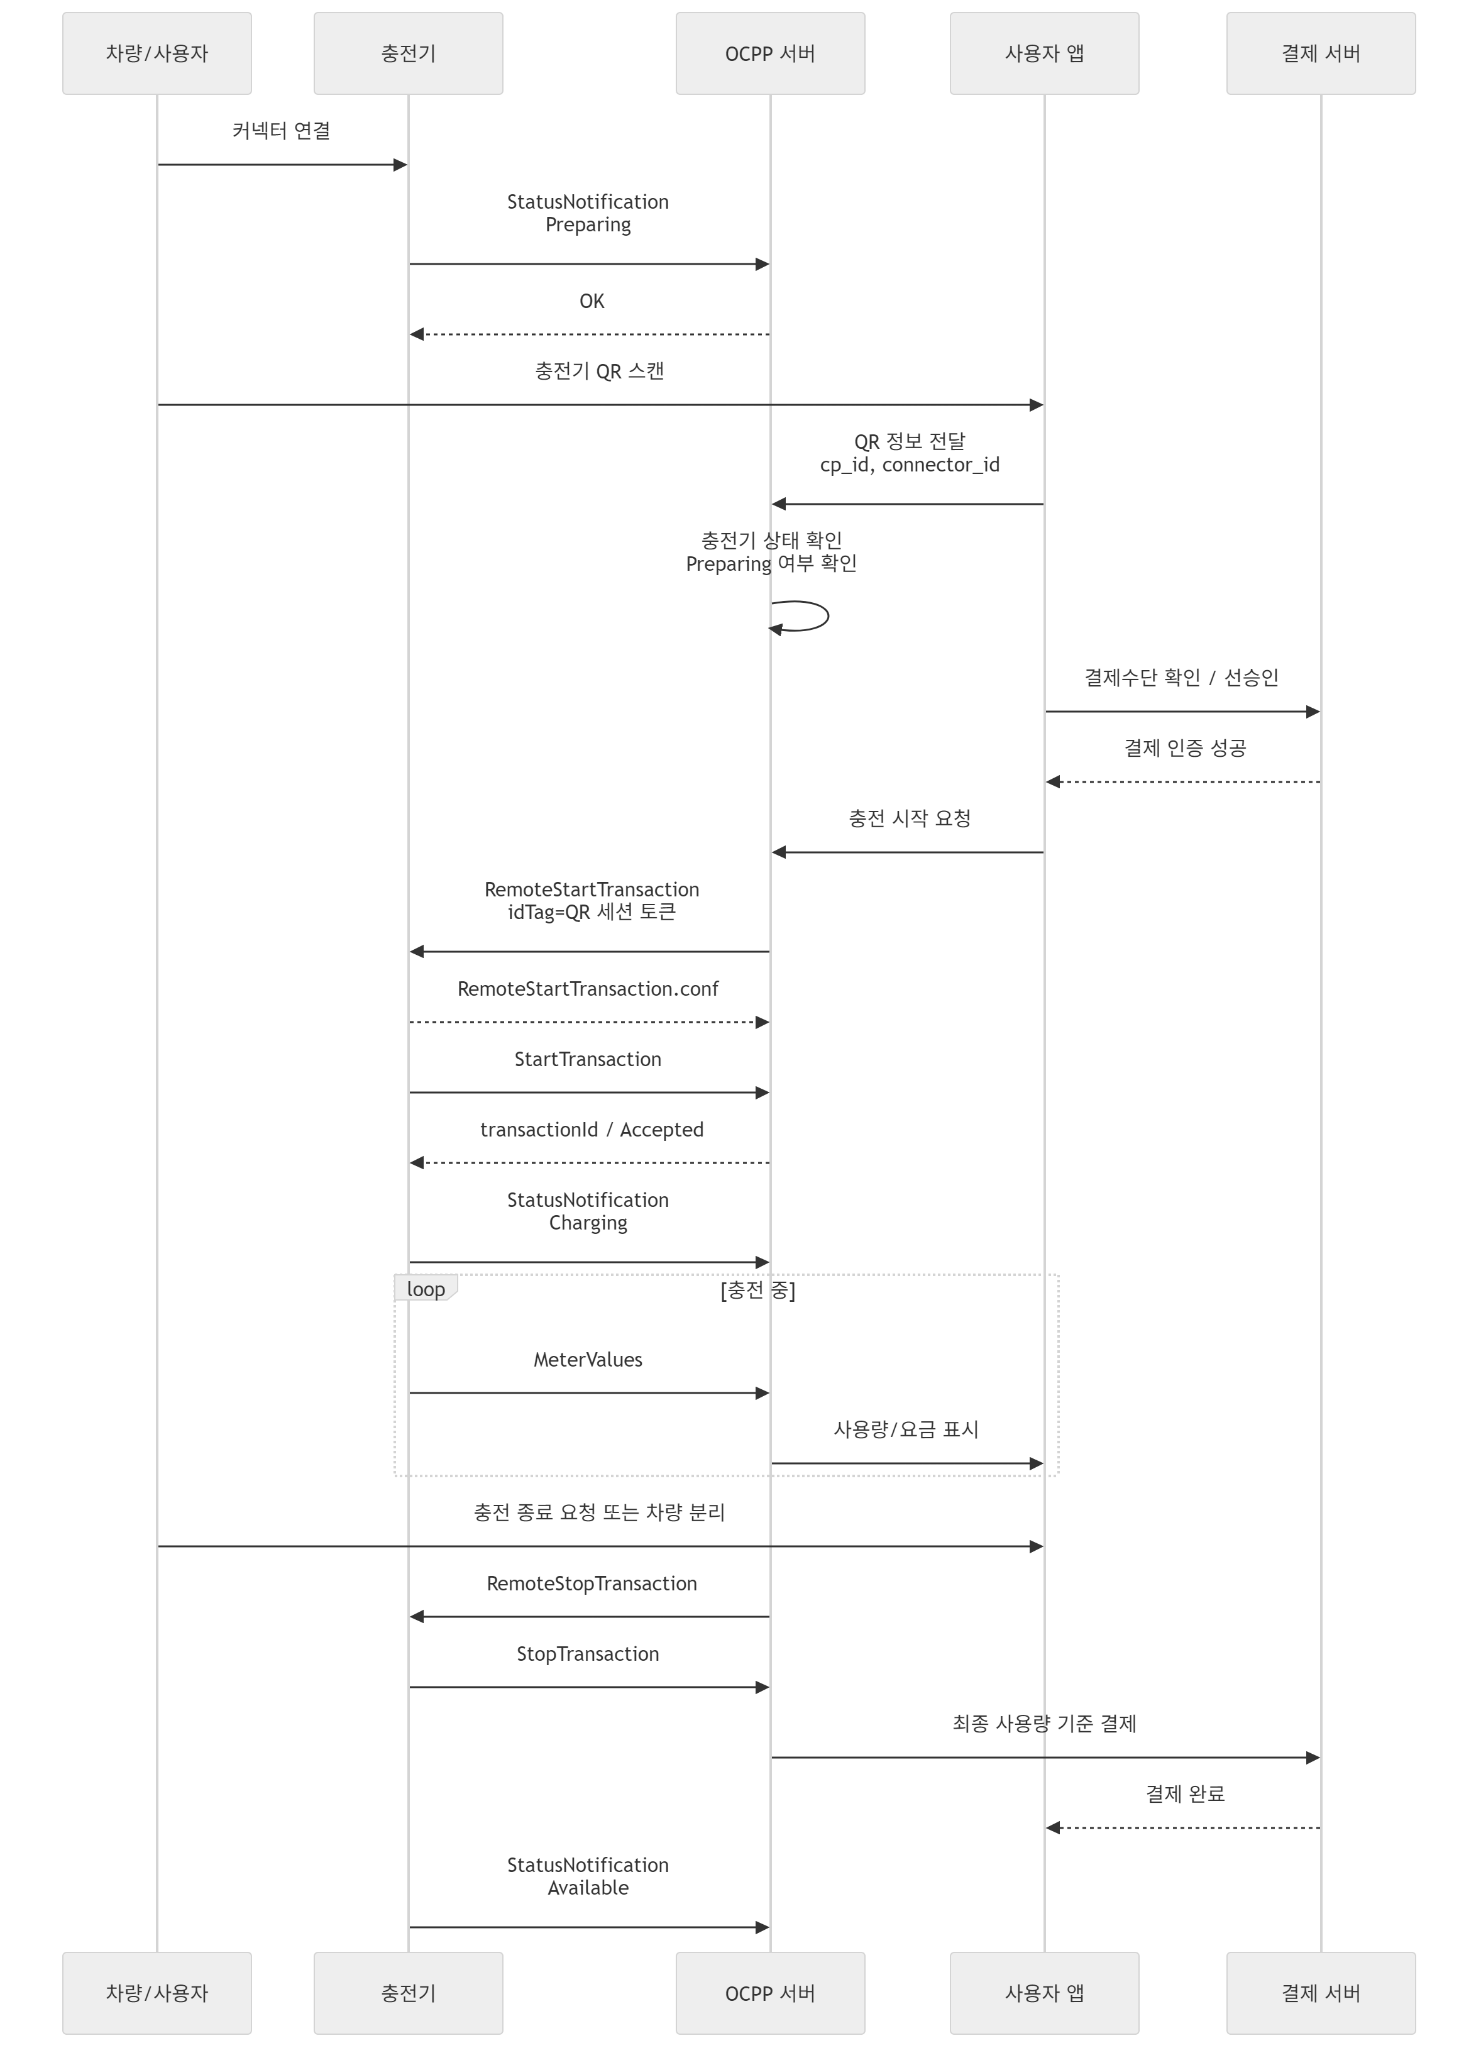 차량/사용자
충전기
OCPP 서버
사용자 앱
결제 서버
커넥터 연결
StatusNotification
Preparing
OK
충전기 QR 스캔
QR 정보 전달
cp_id, connector_id
충전기 상태 확인
Preparing 여부 확인
결제수단 확인 / 선승인
결제 인증 성공
충전 시작 요청
RemoteStartTransaction
idTag=QR 세션 토큰
RemoteStartTransaction.conf
StartTransaction
transactionId / Accepted
StatusNotification
Charging
loop
[충전 중]
MeterValues
사용량/요금 표시
충전 종료 요청 또는 차량 분리
RemoteStopTransaction
StopTransaction
최종 사용량 기준 결제
결제 완료
StatusNotification
Available
차량/사용자
충전기
OCPP 서버
사용자 앱
결제 서버